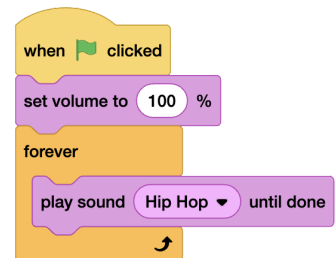 when clicked
set volume to 100 %
forever
play sound Hip Hop until done